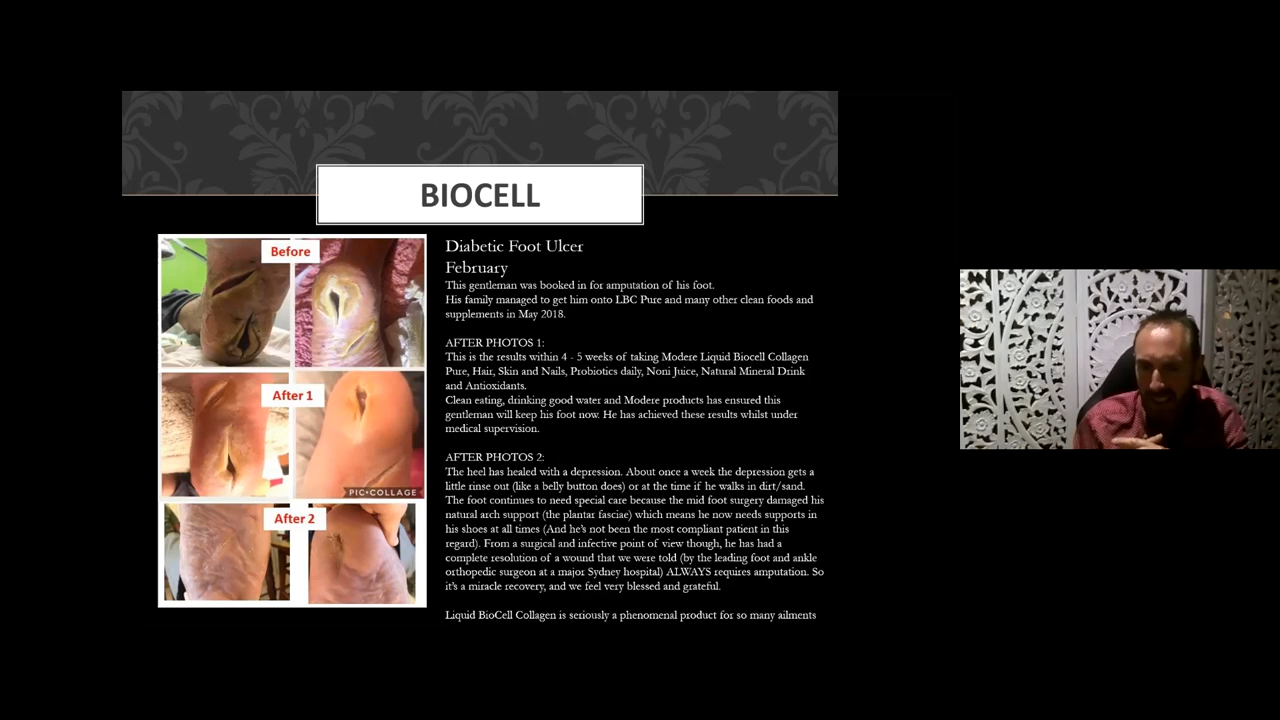 BIOCELL
Before
After 1
PIC•COLLAGE
After 2
Diabetic Foot Ulcer
February
This gentleman was booked in for amputation of his foot.
His family managed to get him onto LBC Pure and many other clean foods and
supplements in May 2018.
AFTER PHOTOS 1:
This is the results within 4 - 5 weeks of taking Modere Liquid Biocell Collagen
Pure, Hair, Skin and Nails, Probiotics daily, Noni Juice, Natural Mineral Drink
and Antioxidants.
Clean eating, drinking good water and Modere products has ensured this
gentleman will keep his foot now. He has achieved these results whilst under
medical supervision.
AFTER PHOTOS 2:
The heel has healed with a depression. About once a week the depression gets a
little rinse out (like a belly button does) or at the time if he walks in dirt/sand.
The foot continues to need special care because the mid foot surgery damaged his
natural arch support (the plantar fasciae) which means he now needs supports in
his shoes at all times (And he's not been the most compliant patient in this
regard). From a surgical and infective point of view though, he has had a
complete resolution of a wound that we were told (by the leading foot and ankle
orthopedic surgeon at a major Sydney hospital) ALWAYS requires amputation. So
it's a miracle recovery, and we feel very blessed and grateful.
Liquid BioCell Collagen is seriously a phenomenal product for so many ailments